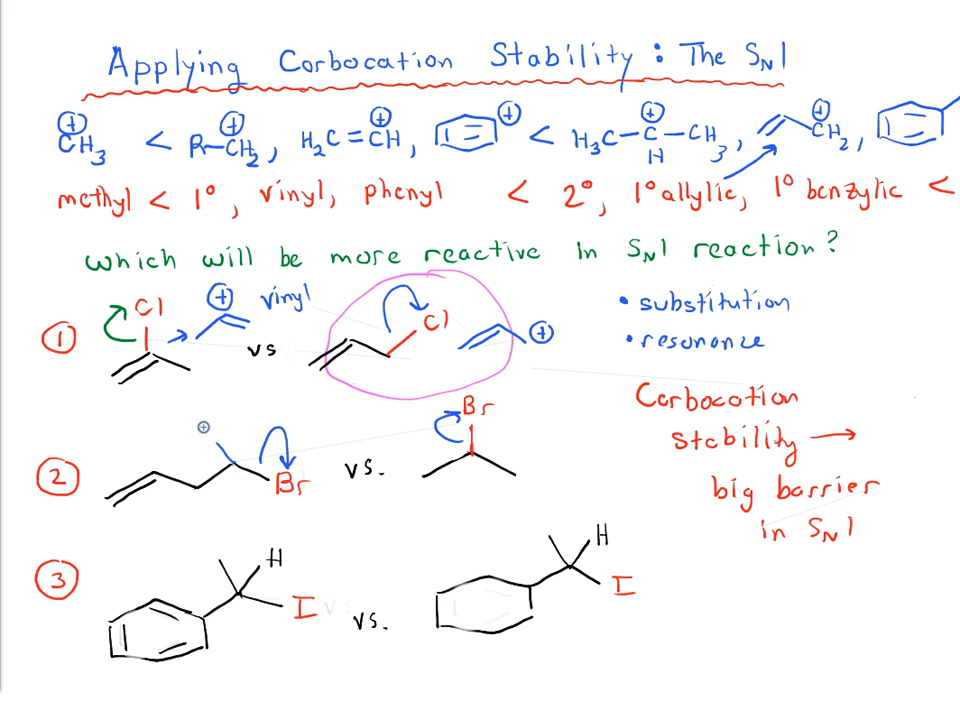 Applying Carbocation Stability: The SN1
⊕CH3 < R-CH2⊕, H2C=CH⊕, ⊕ < H3C-C⊕-CH3, CH2⊕,
H
methyl < 1°, vinyl, phenyl < 2°, 1° allylic, 1° benzylic <
which will be more reactive in SN1 reaction?
① Cl ⊕ vinyl vs Cl ⊕
• substitution
• resonance
② ⊕ Br vs. Br
Carbocation
stability →
big barrier
in SN1
③ H I vs. H I